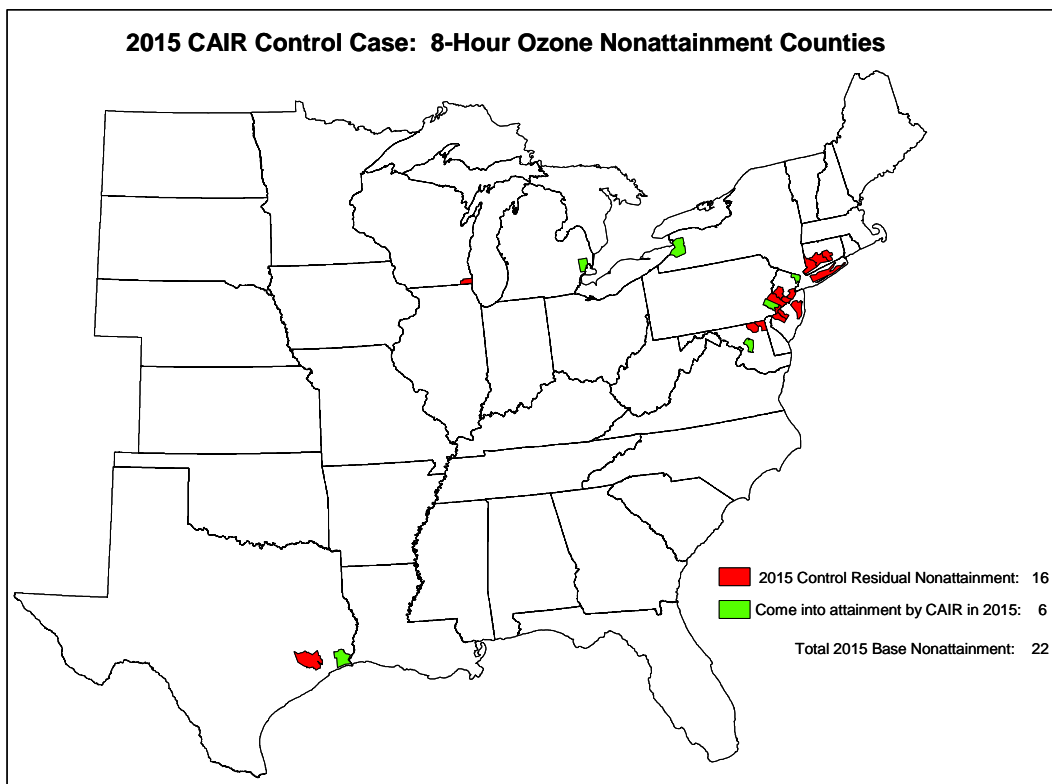 2015 CAIR Control Case: 8-Hour Ozone Nonattainment Counties
2015 Control Residual Nonattainment: 16
Come into attainment by CAIR in 2015: 6
Total 2015 Base Nonattainment: 22